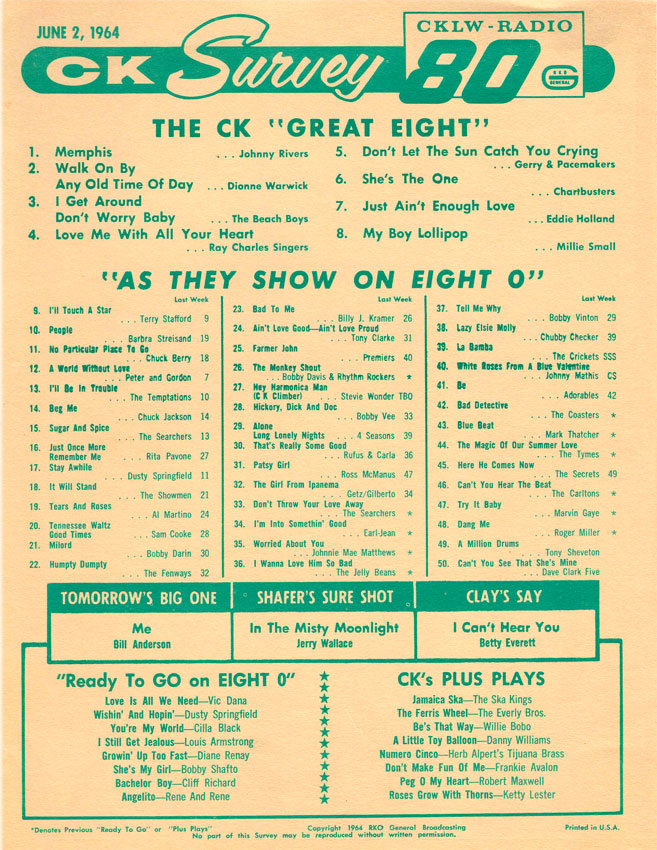 JUNE 2, 1964
CK Survey
CKLW-RADIO
80
RKO
GENERAL
THE CK "GREAT EIGHT"
1. Memphis
. . . Johnny Rivers
2. Walk On By
Any Old Time Of Day . . . Dionne Warwick
3. I Get Around
Don't Worry Baby . . . The Beach Boys
4. Love Me With All Your Heart
. . . Ray Charles Singers
5. Don't Let The Sun Catch You Crying
. . . Gerry & Pacemakers
6. She's The One
. . . Chartbusters
7. Just Ain't Enough Love
. . . Eddie Holland
8. My Boy Lollipop
. . . Millie Small
"AS THEY SHOW ON EIGHT 0"
Last Week
9. I'll Touch A Star
. . . Terry Stafford 9
10. People
. . . Barbra Streisand 19
11. No Particular Place To Go
. . . Chuck Berry 18
12. A World Without Love
. . . Peter and Gordon 7
13. I'll Be In Trouble
. . . The Temptations 10
14. Beg Me
. . . Chuck Jackson 14
15. Sugar And Spice
. . . The Searchers 13
16. Just Once More
Remember Me . . . Rita Pavone 27
17. Stay Awhile
. . . Dusty Springfield 11
18. It Will Stand
. . . The Showmen 21
19. Tears And Roses
. . . Al Martino 24
20. Tennessee Waltz
Good Times . . . Sam Cooke 28
21. Milord
. . . Bobby Darin 30
22. Humpty Dumpty
. . . The Fenways 32
Last Week
23. Bad To Me
. . . Billy J. Kramer 26
24. Ain't Love Good—Ain't Love Proud
. . . Tony Clarke 31
25. Farmer John
. . . Premiers 40
26. The Monkey Shout
. . . Bobby Davis & Rhythm Rockers *
27. Hey Harmonica Man
(C K Climber) . . . Stevie Wonder TBO
28. Hickory, Dick And Doc
. . . Bobby Vee 33
29. Alone
Long Lonely Nights . . . 4 Seasons 39
30. That's Really Some Good
. . . Rufus & Carla 36
31. Patsy Girl
. . . Ross McManus 47
32. The Girl From Ipanema
. . . Getz/Gilberto 34
33. Don't Throw Your Love Away
. . . The Searchers *
34. I'm Into Somethin' Good
. . . Earl-Jean *
35. Worried About You
. . . Johnnie Mae Matthews *
36. I Wanna Love Him So Bad
. . . The Jelly Beans *
Last Week
37. Tell Me Why
. . . Bobby Vinton 29
38. Lazy Elsie Molly
. . . Chubby Checker 39
39. La Bamba
. . . The Crickets SSS
40. White Roses From A Blue Valentine
. . . Johnny Mathis CS
41. Be
. . . Adorables 42
42. Bad Detective
. . . The Coasters *
43. Blue Beat
. . . Mark Thatcher *
44. The Magic Of Our Summer Love
. . . The Tymes *
45. Here He Comes Now
. . . The Secrets 49
46. Can't You Hear The Beat
. . . The Carltons *
47. Try It Baby
. . . Marvin Gaye *
48. Dang Me
. . . Roger Miller *
49. A Million Drums
. . . Tony Sheveton
50. Can't You See That She's Mine
. . . Dave Clark Five
TOMORROW'S BIG ONE
Me
Bill Anderson
SHAFER'S SURE SHOT
In The Misty Moonlight
Jerry Wallace
CLAY'S SAY
I Can't Hear You
Betty Everett
"Ready To GO on EIGHT 0"
Love Is All We Need—Vic Dana
Wishin' And Hopin'—Dusty Springfield
You're My World—Cilla Black
I Still Get Jealous—Louis Armstrong
Growin' Up Too Fast—Diane Renay
She's My Girl—Bobby Shafto
Bachelor Boy—Cliff Richard
Angelito—Rene And Rene
CK's PLUS PLAYS
Jamaica Ska—The Ska Kings
The Ferris Wheel—The Everly Bros.
Be's That Way—Willie Bobo
A Little Toy Balloon—Danny Williams
Numero Cinco—Herb Alpert's Tijuana Brass
Don't Make Fun Of Me—Frankie Avalon
Peg O My Heart—Robert Maxwell
Roses Grow With Thorns—Ketty Lester
*Denotes Previous "Ready To Go" or "Plus Plays"
Copyright 1964 RKO General Broadcasting
No part of this Survey may be reproduced without written permission.
Printed in U.S.A.